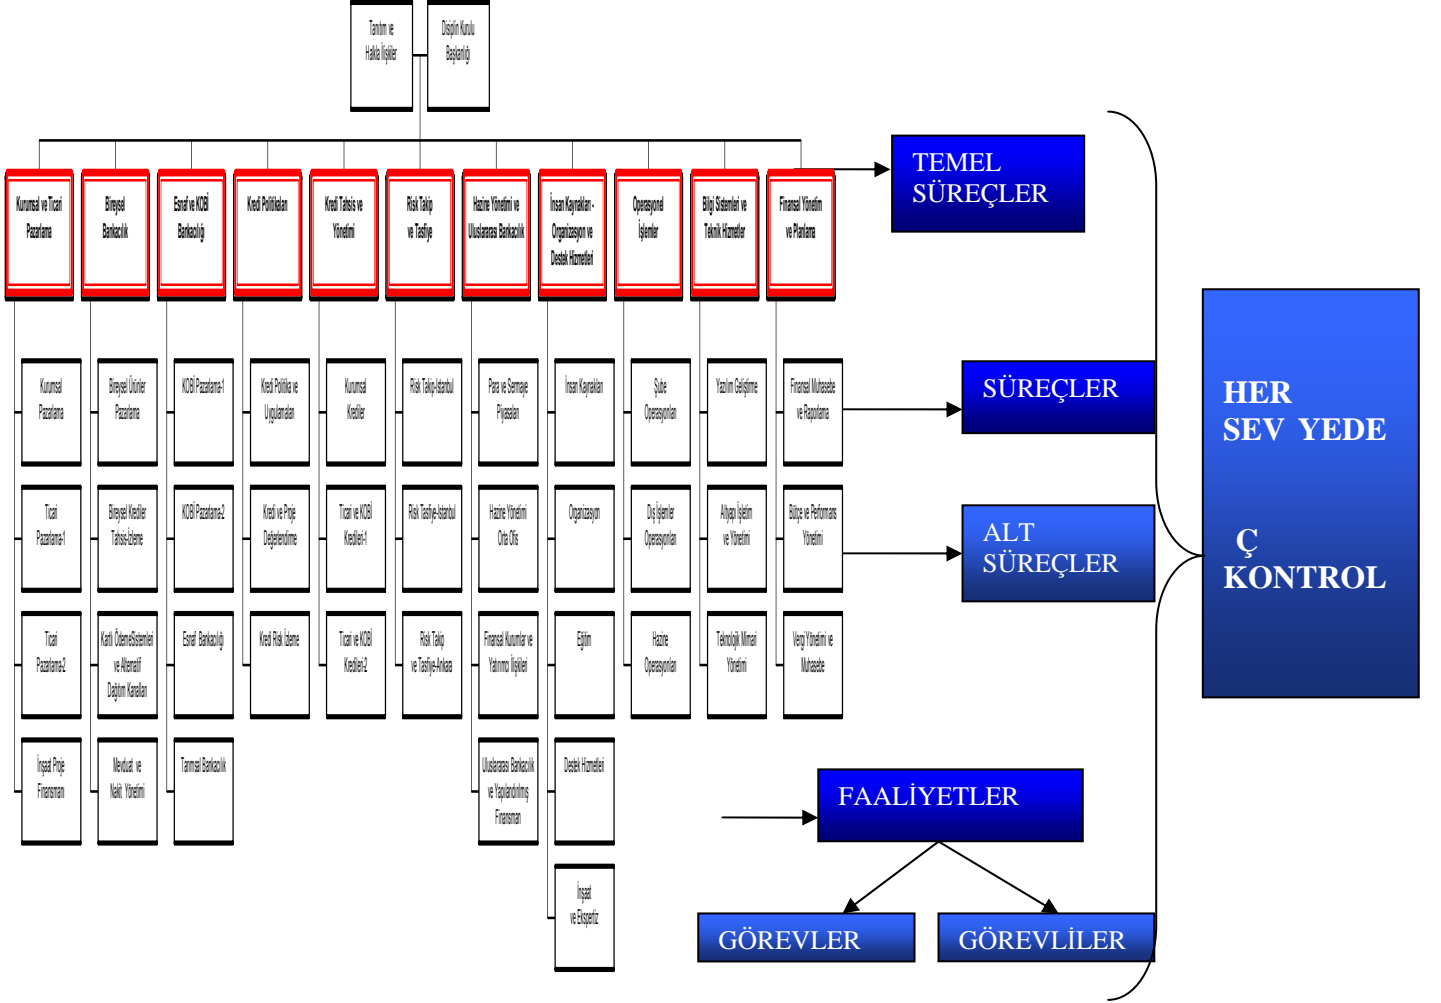 Tanıtım ve
Halkla İlişkiler
Disiplin Kurulu
Başkanlığı
TEMEL
SÜREÇLER
Kurumsal ve Ticari
Pazarlama
Bireysel
Bankacılık
Esnaf ve KOBİ
Bankacılığı
Kredi Politikaları
Kredi Tahsis ve
Yönetimi
Risk Takip
ve Tasfiye
Hazine Yönetimi ve
Uluslararası Bankacılık
İnsan Kaynakları -
Organizasyon ve
Destek Hizmetleri
Operasyonel
İşlemler
Bilgi Sistemleri ve
Teknik Hizmetler
Finansal Yönetim
ve Planlama
Kurumsal
Pazarlama
Bireysel Ürünler
Pazarlama
KOBİ Pazarlama-1
Kredi Politika ve
Uygulamaları
Kurumsal
Krediler
Risk Takip-İstanbul
Para ve Sermaye
Piyasaları
İnsan Kaynakları
Şube
Operasyonları
Yazılım Geliştirme
Finansal Muhasebe
ve Raporlama
SÜREÇLER
HER
SEV YEDE
Ç
KONTROL
Ticari
Pazarlama-1
Bireysel Krediler
Tahsis-İzleme
KOBİ Pazarlama-2
Kredi ve Proje
Değerlendirme
Ticari ve KOBİ
Kredileri-1
Risk Tasfiye-İstanbul
Hazine Yönetimi
Orta Ofis
Organizasyon
Dış İşlemler
Operasyonları
Altyapı İşletim
ve Yönetimi
Bütçe ve Performans
Yönetimi
ALT
SÜREÇLER
Ticari
Pazarlama-2
Kartlı ÖdemeSistemleri
ve Alternatif
Dağıtım Kanalları
Esnaf Bankacılığı
Kredi Risk İzleme
Ticari ve KOBİ
Kredileri-2
Risk Takip
ve Tasfiye-Ankara
Finansal Kurumlar ve
Yatırımcı İlişkileri
Eğitim
Hazine
Operasyonları
Teknolojik Mimari
Yönetimi
Vergi Yönetimi ve
Muhasebe
İnşaat Proje
Finansman
Mevduat ve
Nakit Yönetimi
Tarımsal Bankacılık
Uluslararası Bankacılık
ve Yapılandırılmış
Finansman
Destek Hizmetleri
FAALİYETLER
İnşaat
ve Ekspertiz
GÖREVLER
GÖREVLİLER